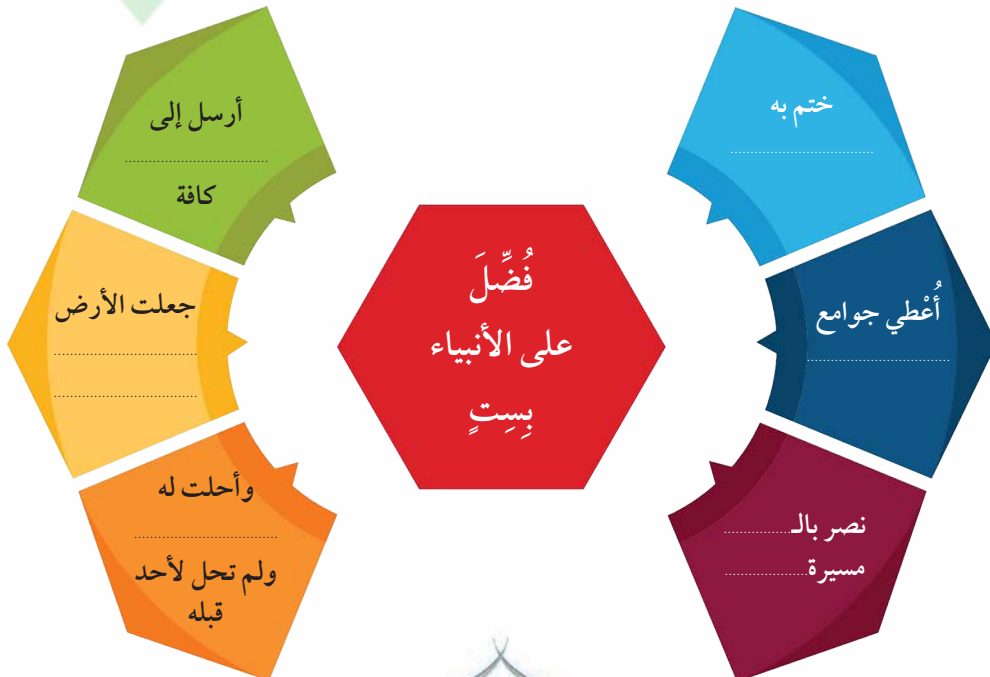 فُضِّلَ
على الأنبياء
بِسِتٍ
ختم به
................................
أُعْطي جوامع
................................
نصر بالـ................
مسيرة................
أرسل إلى
................................
كافة
جعلت الأرض
................................
................................
وأحلت له
................................
ولم تحل لأحد
قبله